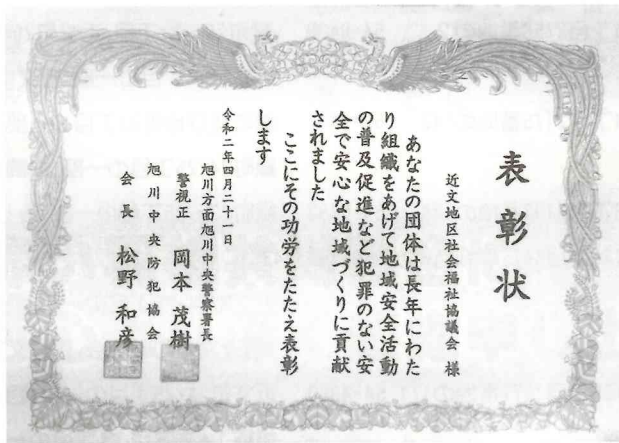 表彰状
近文地区社会福祉協議会 様
あなたの団体は長年にわた
り組織をあげて地域安全活動
の普及促進など犯罪のない安
全で安心な地域づくりに貢献
されました
ここにその功労をたたえ表彰
します
令和二年四月二十一日
旭川方面旭川中央警察署長
警視正 岡本茂樹
旭川中央防犯協会
会長 松野和彦